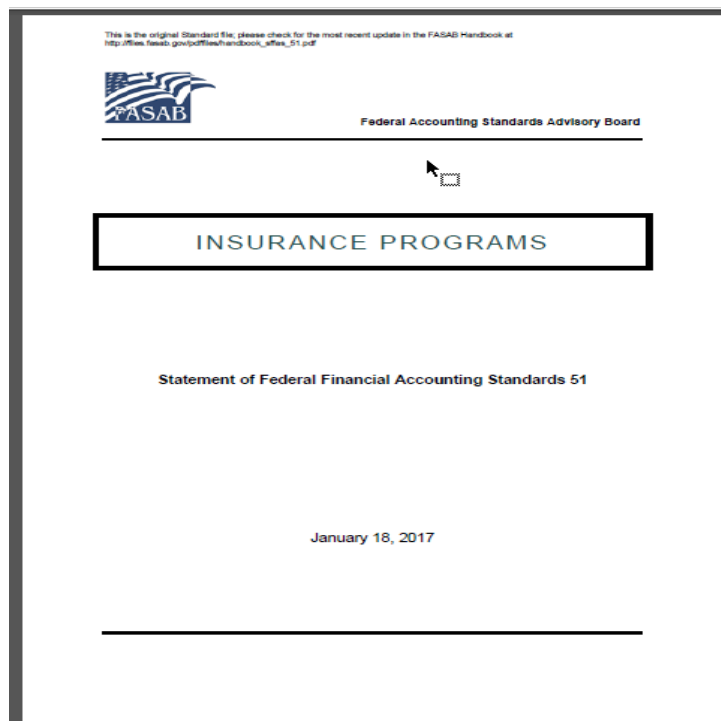 This is the original Standard file; please check for the most recent update in the FASAB Handbook at
http://files.fasab.gov/pdffiles/handbook_sffas_51.pdf
FASAB
Federal Accounting Standards Advisory Board
INSURANCE PROGRAMS
Statement of Federal Financial Accounting Standards 51
January 18, 2017